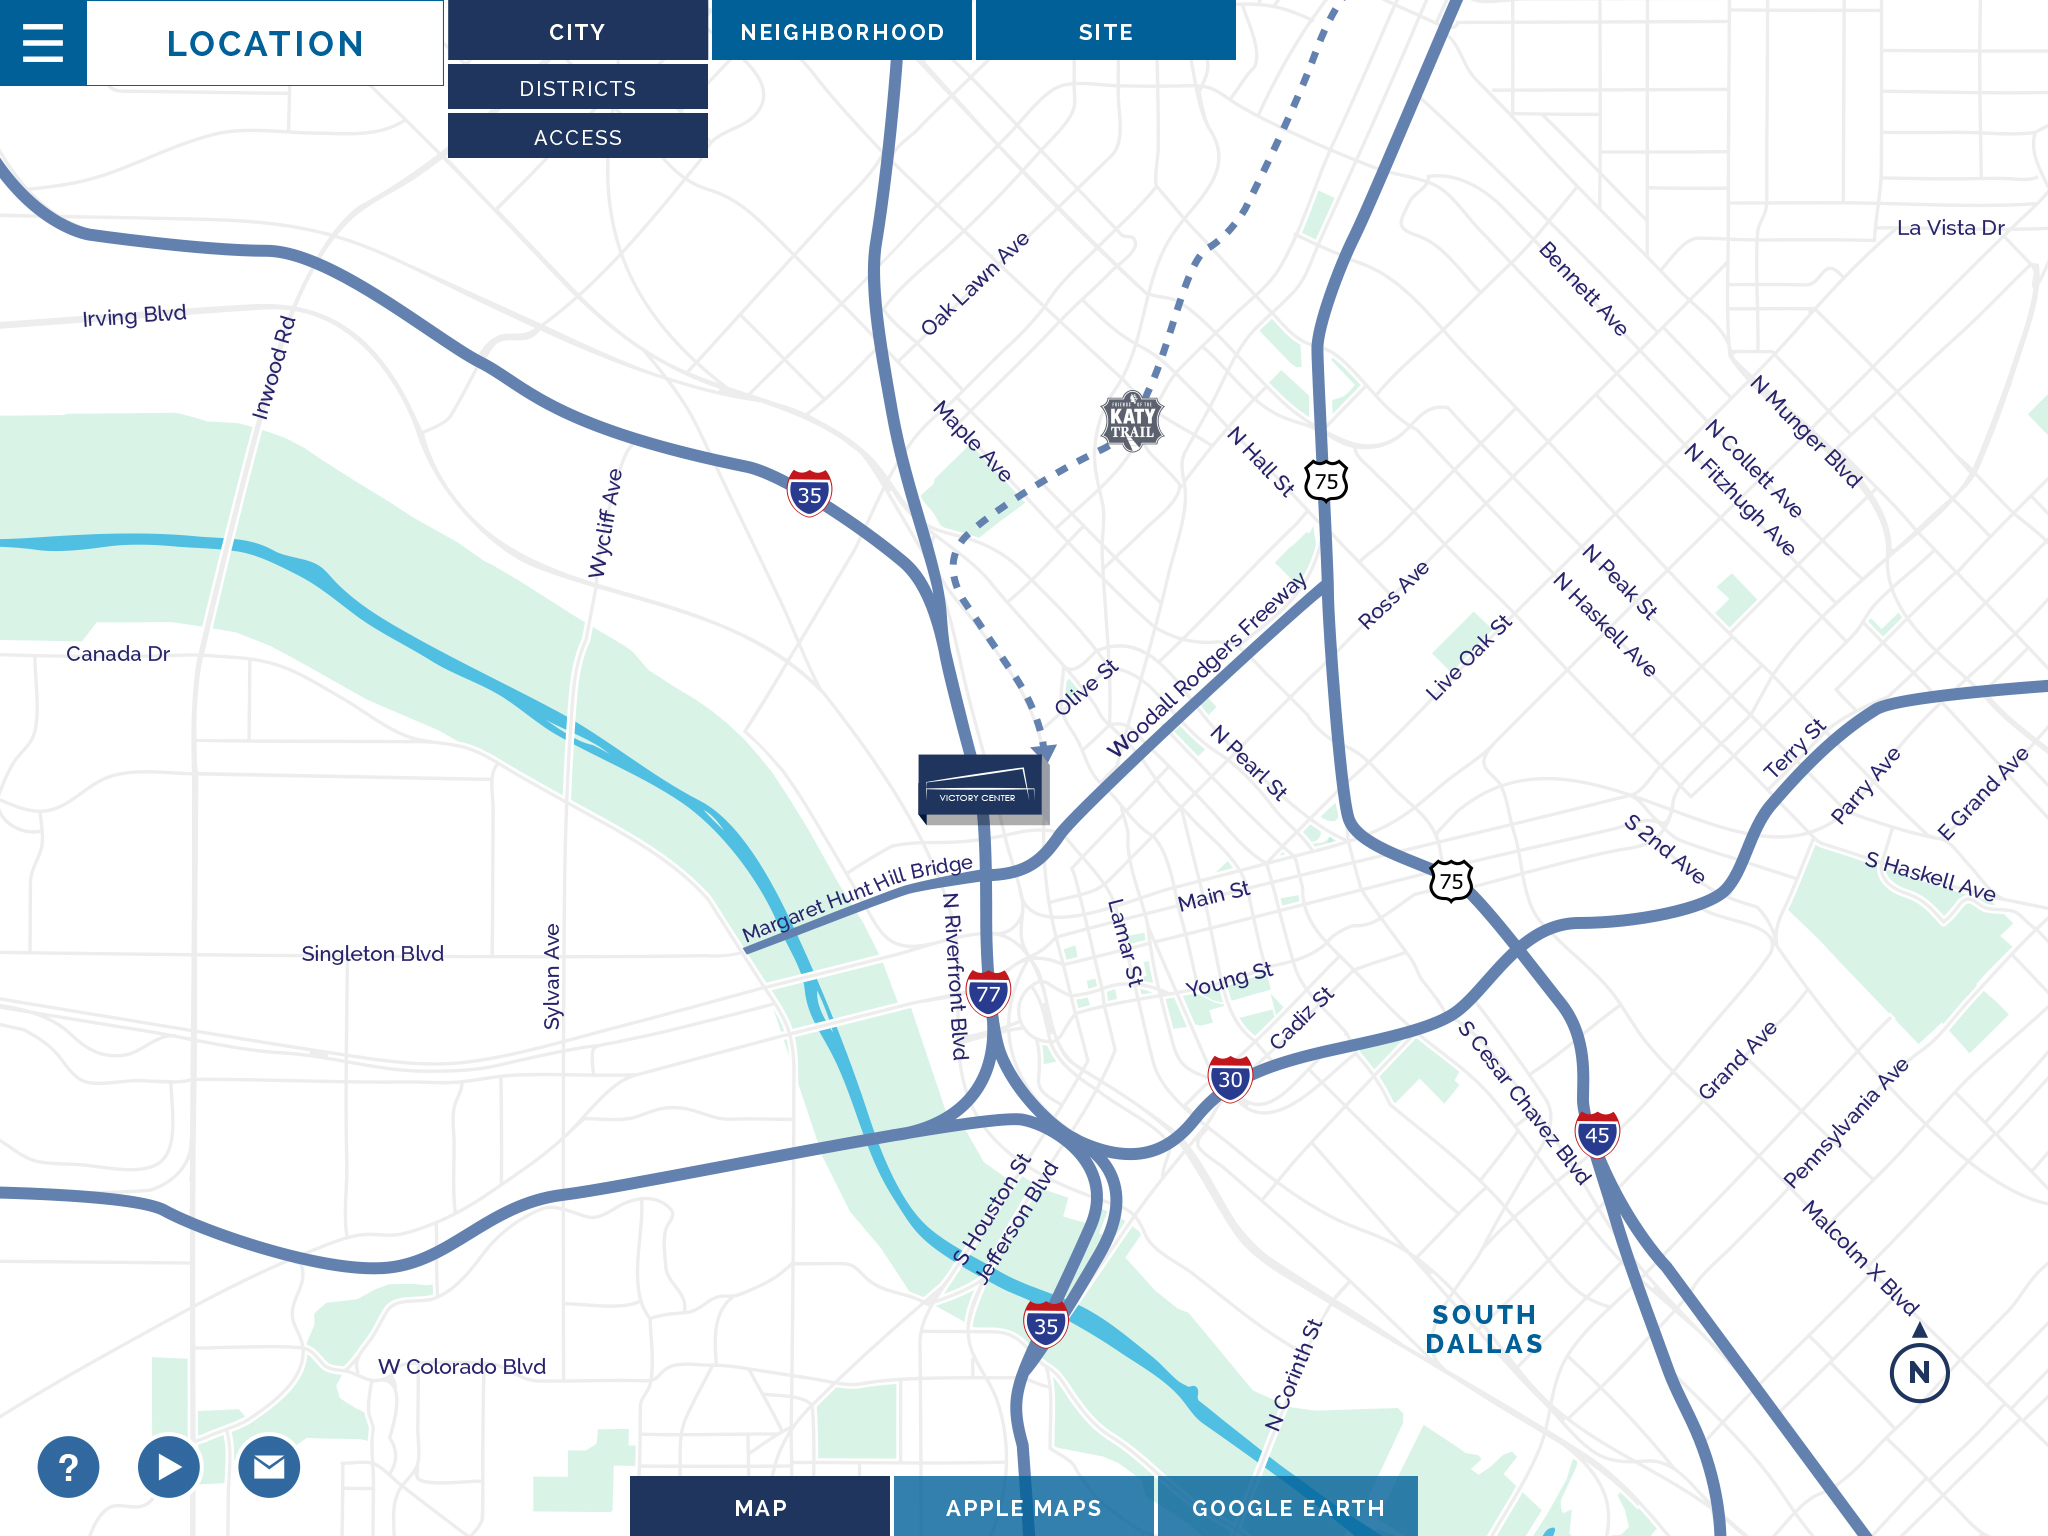 LOCATION
CITY
NEIGHBORHOOD
SITE
DISTRICTS
ACCESS
La Vista Dr
Oak Lawn Ave
Bennett Ave
Irving Blvd
Inwood Rd
Maple Ave
FRIENDS OF THE
KATY
TRAIL
N Hall St
N Munger Blvd
N Collett Ave
N Fitzhugh Ave
35
75
Wycliff Ave
Woodall Rodgers Freeway
Ross Ave
N Peak St
N Haskell Ave
Live Oak St
Canada Dr
Olive St
N Pearl St
Terry St
Parry Ave
E Grand Ave
VICTORY CENTER
S 2nd Ave
S Haskell Ave
Margaret Hunt Hill Bridge
75
Main St
Lamar St
N Riverfront Blvd
Singleton Blvd
Sylvan Ave
Young St
77
Cadiz St
S Cesar Chavez Blvd
Grand Ave
30
45
Pennsylvania Ave
S Houston St
Jefferson Blvd
Malcolm X Blvd
35
SOUTH
DALLAS
N Corinth St
W Colorado Blvd
N
?
MAP
APPLE MAPS
GOOGLE EARTH